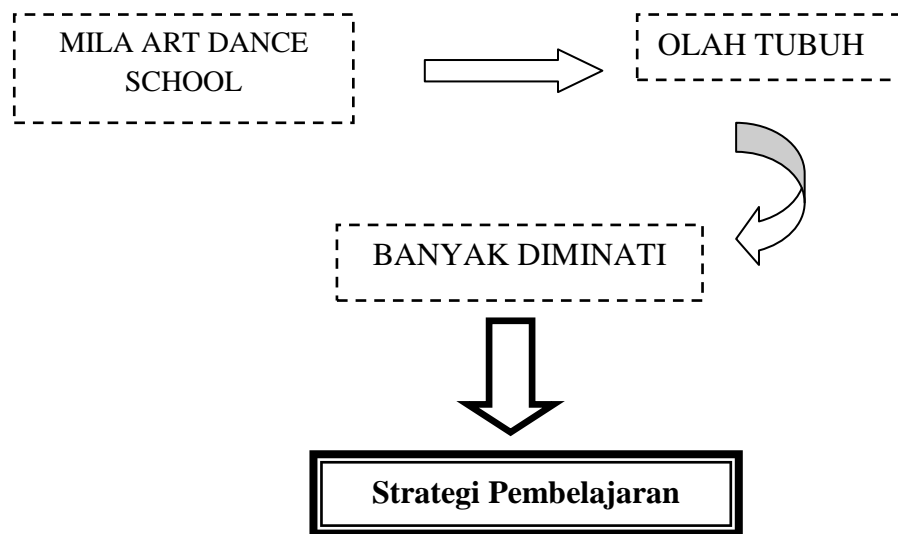 MILA ART DANCE
SCHOOL
OLAH TUBUH
BANYAK DIMINATI
Strategi Pembelajaran